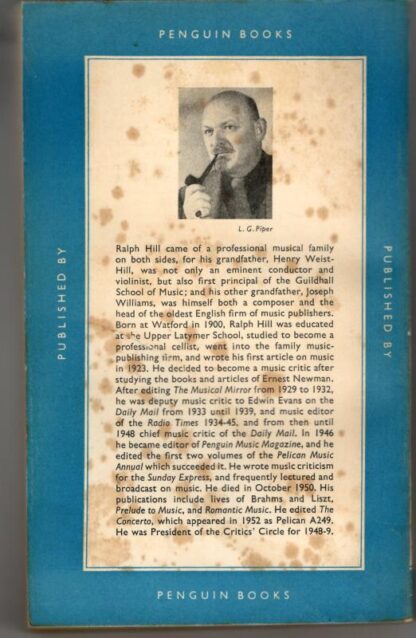 PENGUIN BOOKS
L. G. Piper
Ralph Hill came of a professional musical family
on both sides, for his grandfather, Henry Weist-
Hill, was not only an eminent conductor and
violinist, but also first principal of the Guildhall
School of Music; and his other grandfather, Joseph
Williams, was himself both a composer and the
head of the oldest English firm of music publishers.
Born at Watford in 1900, Ralph Hill was educated
at the Upper Latymer School, studied to become a
professional cellist, went into the family music-
publishing firm, and wrote his first article on music
in 1923. He decided to become a music critic after
studying the books and articles of Ernest Newman.
After editing The Musical Mirror from 1929 to 1932,
he was deputy music critic to Edwin Evans on the
Daily Mail from 1933 until 1939, and music editor
of the Radio Times 1934-45, and from then until
1948 chief music critic of the Daily Mail. In 1946
he became editor of Penguin Music Magazine, and he
edited the first two volumes of the Pelican Music
Annual which succeeded it. He wrote music criticism
for the Sunday Express, and frequently lectured and
broadcast on music. He died in October 1950. His
publications include lives of Brahms and Liszt,
Prelude to Music, and Romantic Music. He edited The
Concerto, which appeared in 1952 as Pelican A249.
He was President of the Critics' Circle for 1948-9.
PUBLISHED BY
PUBLISHED BY
PENGUIN BOOKS